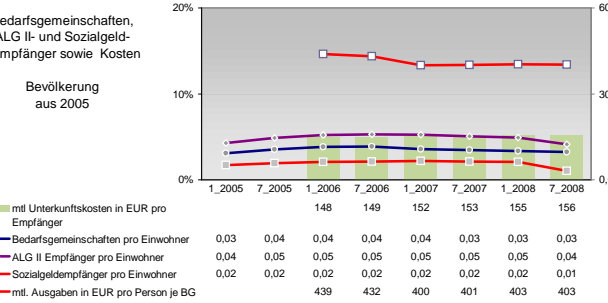 edarfsgemeinschaften,
ALG II- und Sozialgeld-
mpfänger sowie Kosten
Bevölkerung
aus 2005
20%
10%
0%
60
30
0,
1_2005 7_2005 1_2006 7_2006 1_2007 7_2007 1_2008 7_2008
mtl Unterkunftskosten in EUR pro
Empfänger
148 149 152 153 155 156
Bedarfsgemeinschaften pro Einwohner 0,03 0,04 0,04 0,04 0,04 0,03 0,03 0,03
ALG II Empfänger pro Einwohner 0,04 0,05 0,05 0,05 0,05 0,05 0,05 0,04
Sozialgeldempfänger pro Einwohner 0,02 0,02 0,02 0,02 0,02 0,02 0,02 0,01
mtl. Ausgaben in EUR pro Person je BG 439 432 400 401 403 403